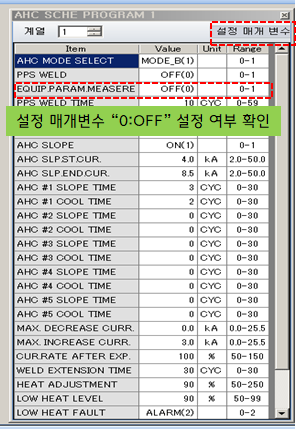 AHC SCHE PROGRAM 1
계열 1 설정 매개 변수
Item Value Unit Range
AHC MODE SELECT MODE_B(1) 0-1
PPS WELD OFF(0) 0-1
EQUIP.PARAM.MEASERE OFF(0) 0-1
PPS WELD TIME 10 CYC 0-59
설정 매개변수 “0:OFF” 설정 여부 확인
AHC SLOPE ON(1) 0-1
AHC SLP.ST.CUR. 4.0 kA 2.0-50.0
AHC SLP.END.CUR. 8.5 kA 2.0-50.0
AHC #1 SLOPE TIME 3 CYC 0-30
AHC #1 COOL TIME 2 CYC 0-30
AHC #2 SLOPE TIME 0 CYC 0-30
AHC #2 COOL TIME 0 CYC 0-30
AHC #3 SLOPE TIME 0 CYC 0-30
AHC #3 COOL TIME 0 CYC 0-30
AHC #4 SLOPE TIME 0 CYC 0-30
AHC #4 COOL TIME 0 CYC 0-30
AHC #5 SLOPE TIME 0 CYC 0-30
AHC #5 COOL TIME 0 CYC 0-30
MAX. DECREASE CURR. 0.0 kA 0.0-25.5
MAX. INCREASE CURR. 3.0 kA 0.0-25.5
CUR.RATE AFTER EXP. 100 % 50-150
WELD EXTENSION TIME 30 CYC 0-30
HEAT ADJUSTMENT 90 % 50-250
LOW HEAT LEVEL 90 % 50-99
LOW HEAT FAULT ALARM(2) 0-2